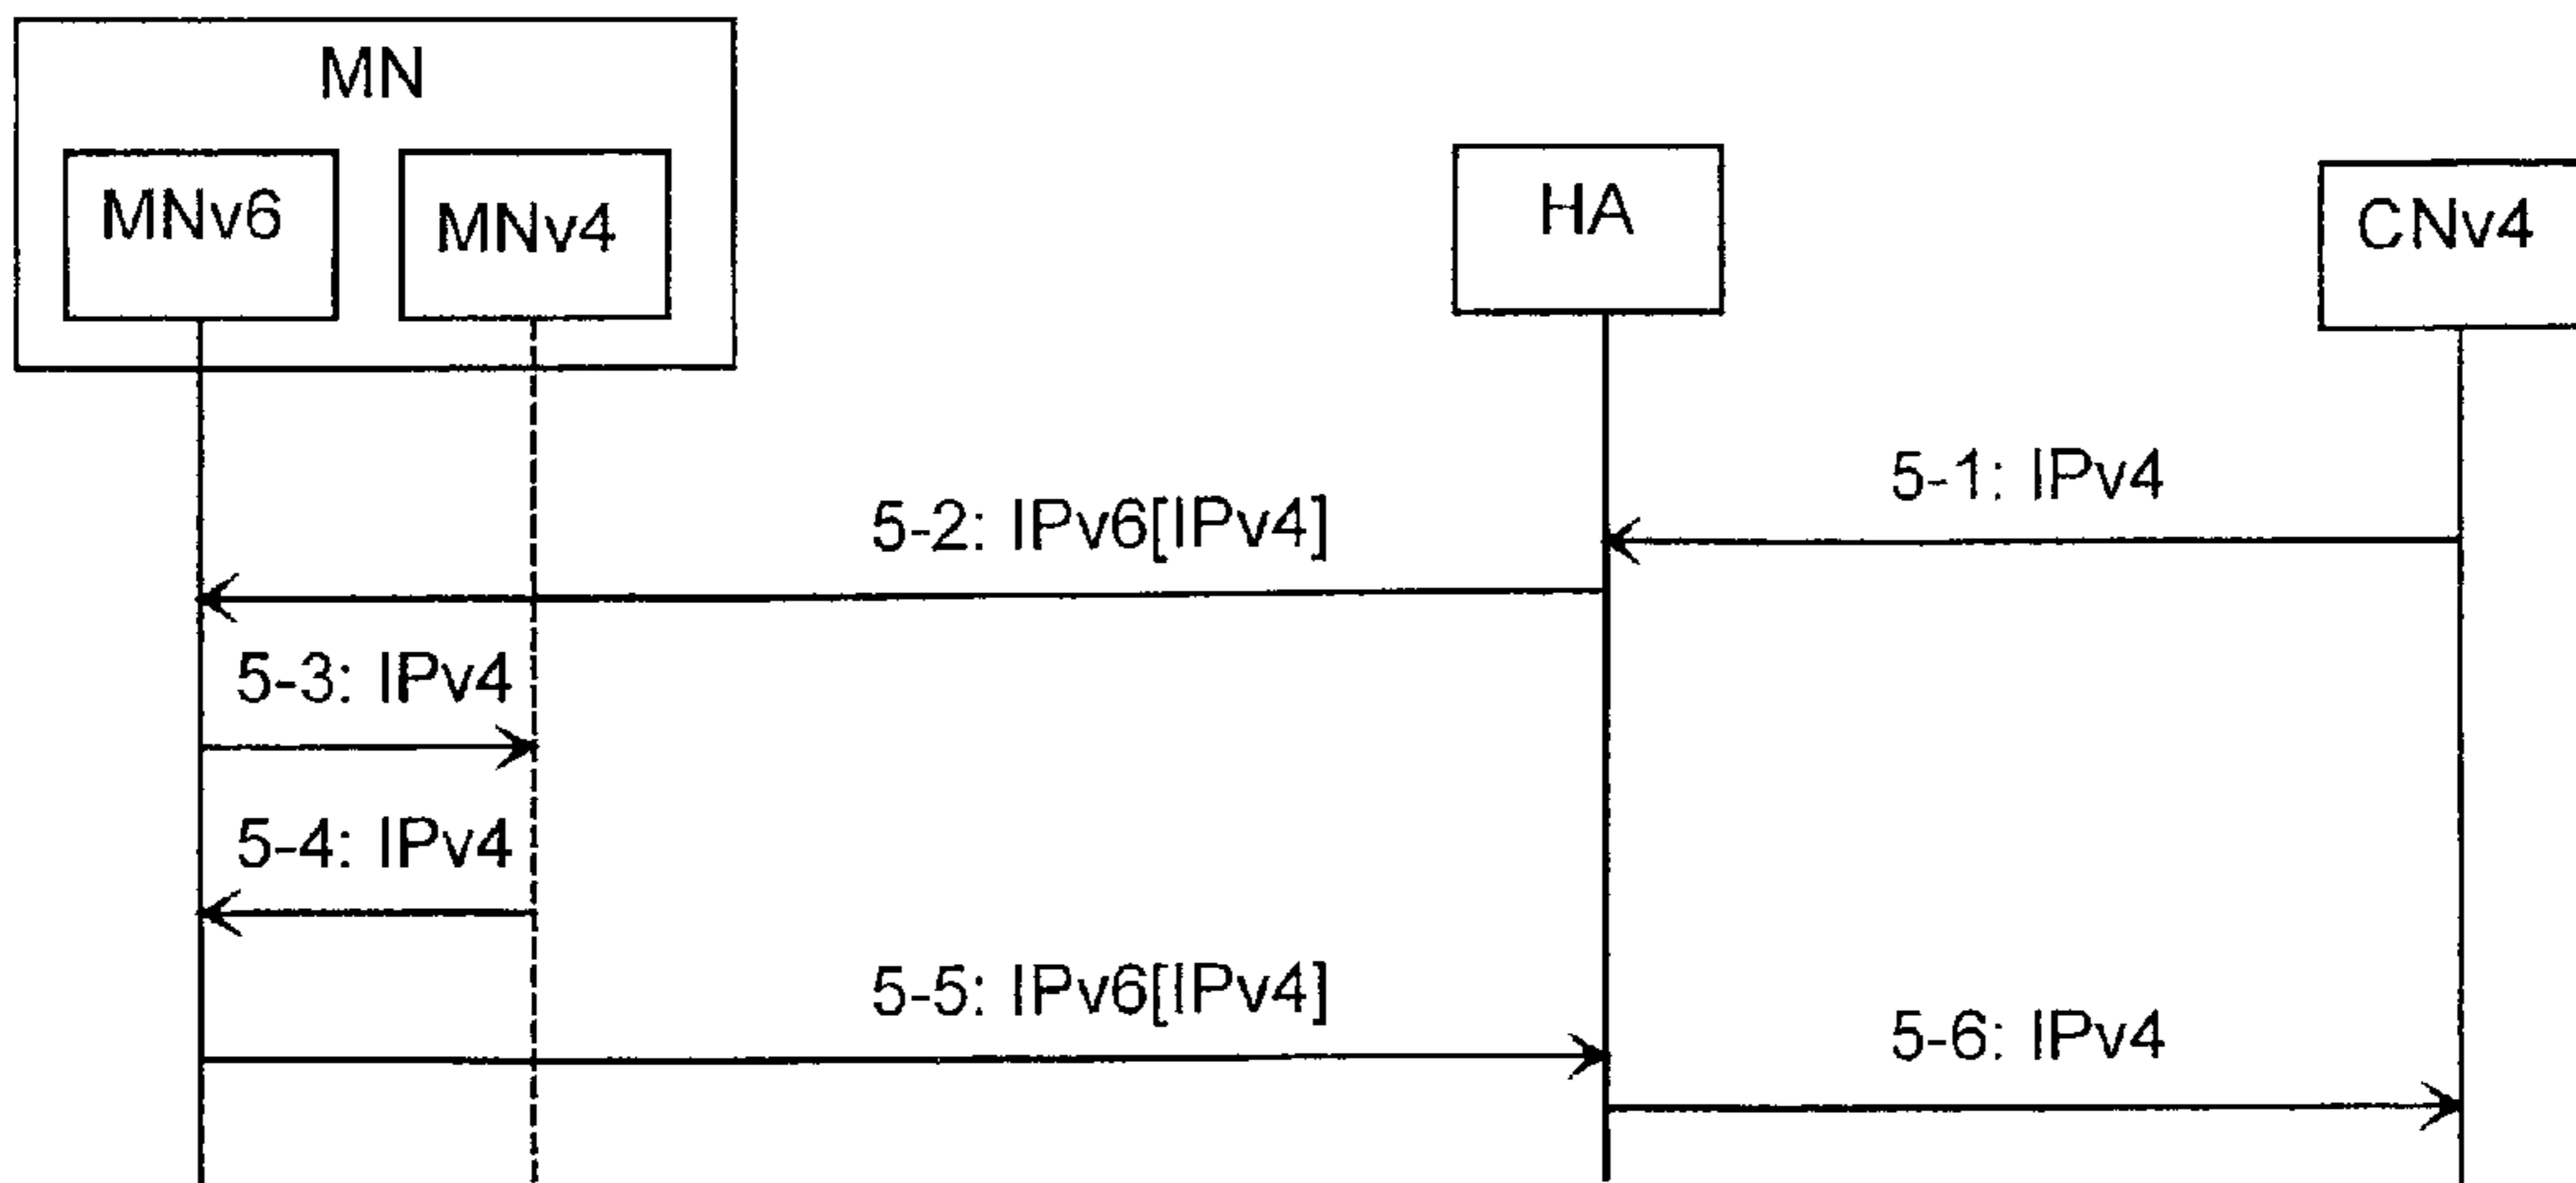 MN
MNv6
MNv4
HA
CNv4
5-1: IPv4
5-2: IPv6[IPv4]
5-3: IPv4
5-4: IPv4
5-5: IPv6[IPv4]
5-6: IPv4